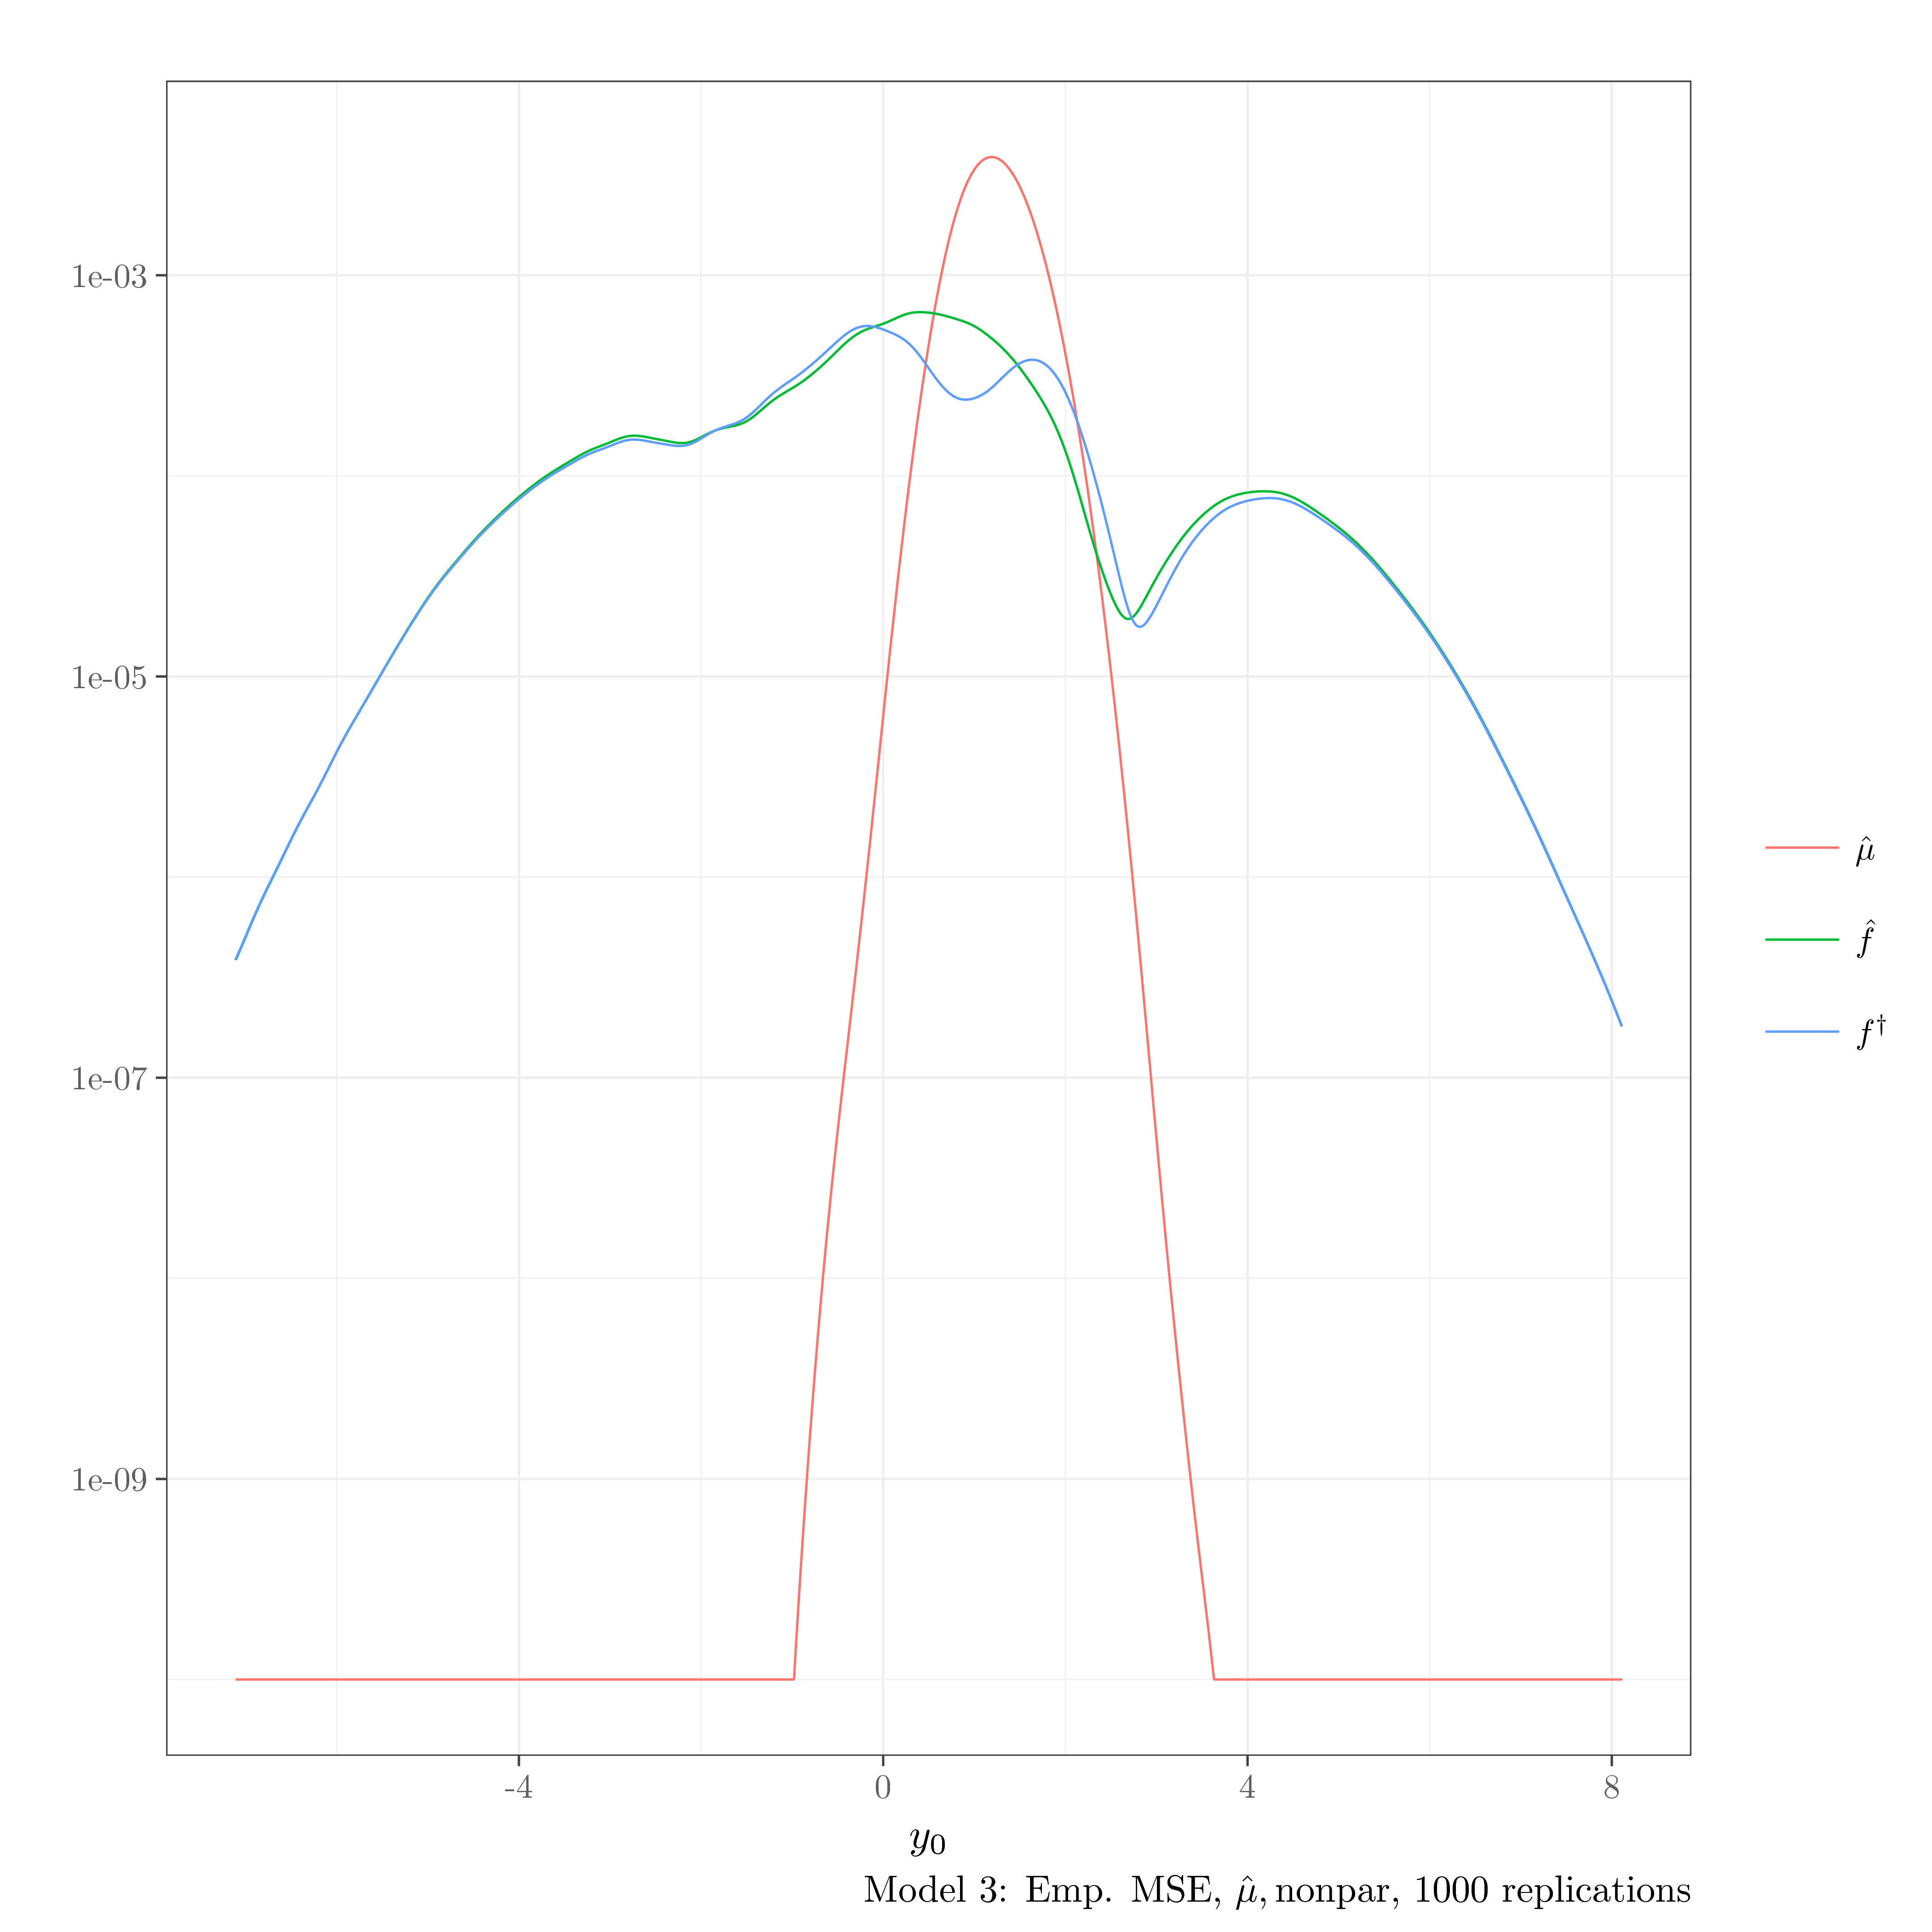 1e-03
1e-05
1e-07
1e-09
-4 0 4 8
y₀
μ̂
f̂
f†
Model 3: Emp. MSE, μ̂, nonpar, 1000 replications